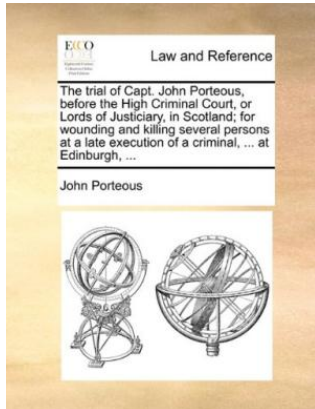 ECCO
Law and Reference
The trial of Capt. John Porteous,
before the High Criminal Court, or
Lords of Justiciary, in Scotland; for
wounding and killing several persons
at a late execution of a criminal, ... at
Edinburgh, ...
John Porteous